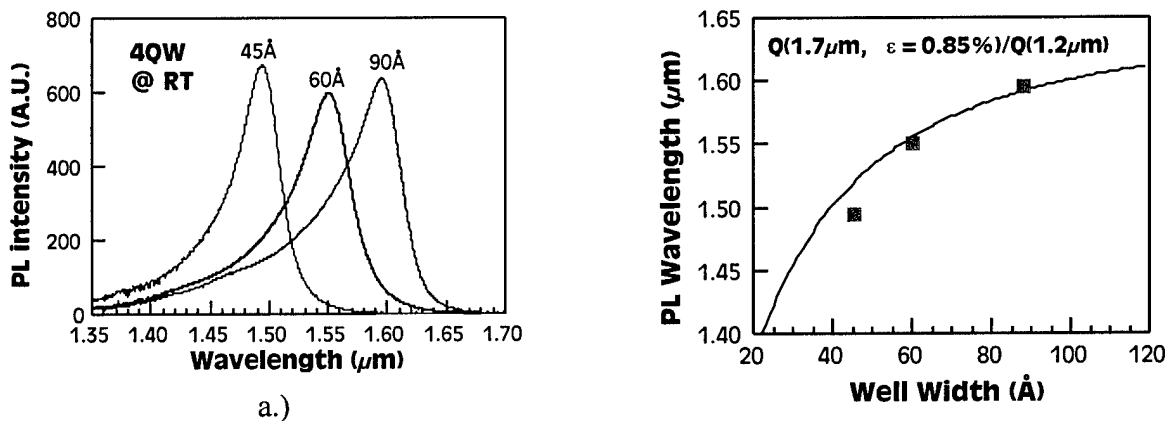 4QW
@ RT
45Å
60Å
90Å
PL intensity (A.U.)
800
600
400
200
0
1.35 1.40 1.45 1.50 1.55 1.60 1.65 1.70
Wavelength (μm)
a.)
Q(1.7μm, ε = 0.85%)/Q(1.2μm)
PL Wavelength (μm)
1.65
1.60
1.55
1.50
1.45
1.40
20 40 60 80 100 120
Well Width (Å)